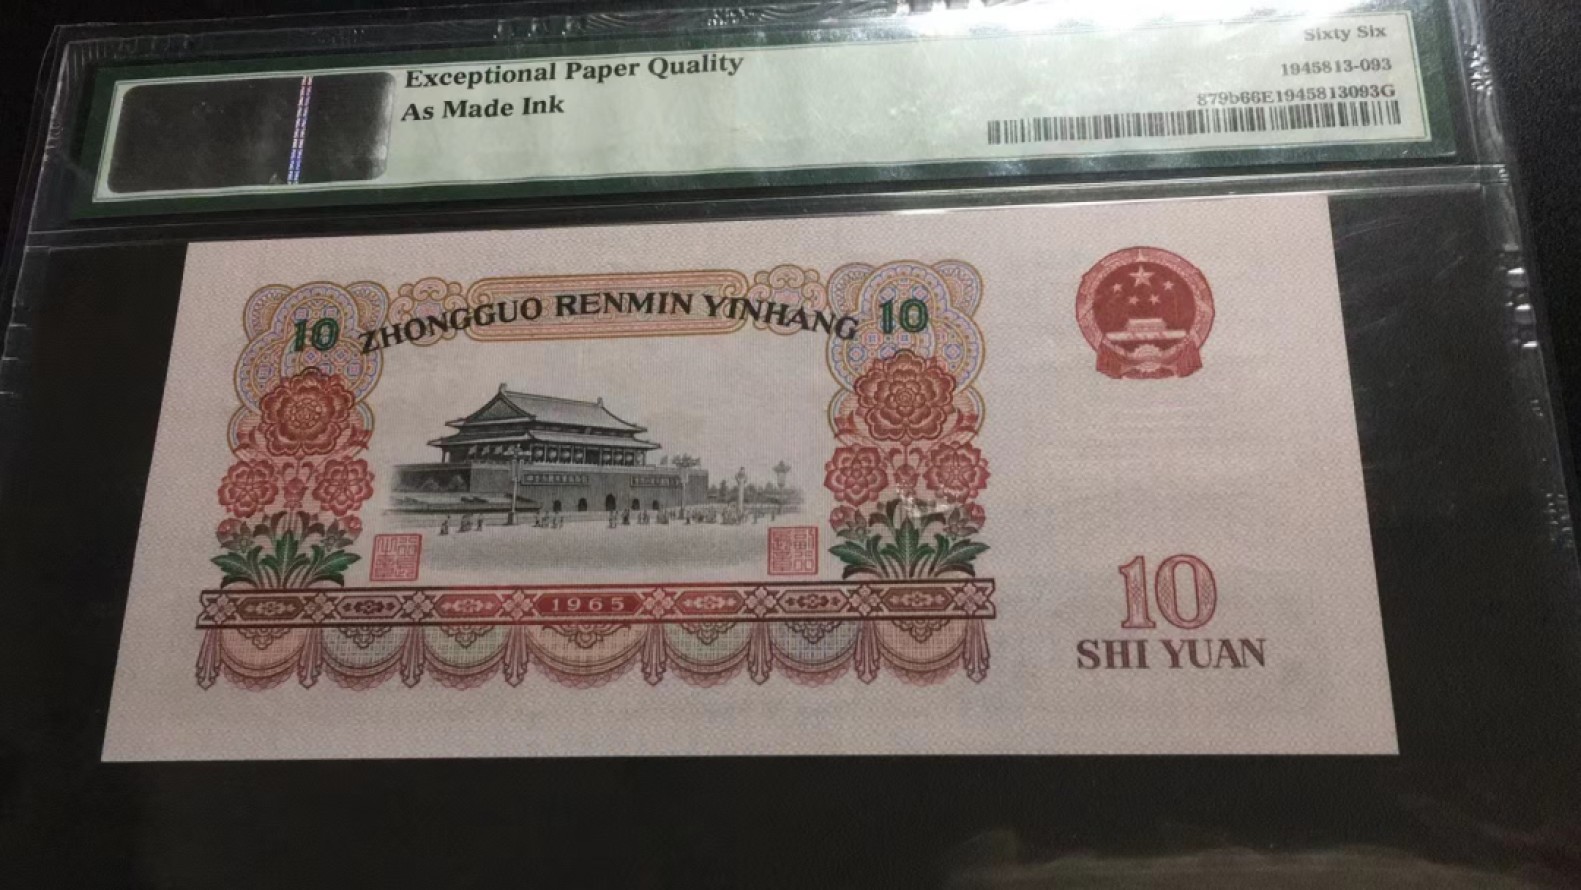 Exceptional Paper Quality
As Made Ink
Sixty Six
1945813-093
879b66E1945813093G
10 ZHONGGUO RENMIN YINHANG 10
1965
10
SHI YUAN